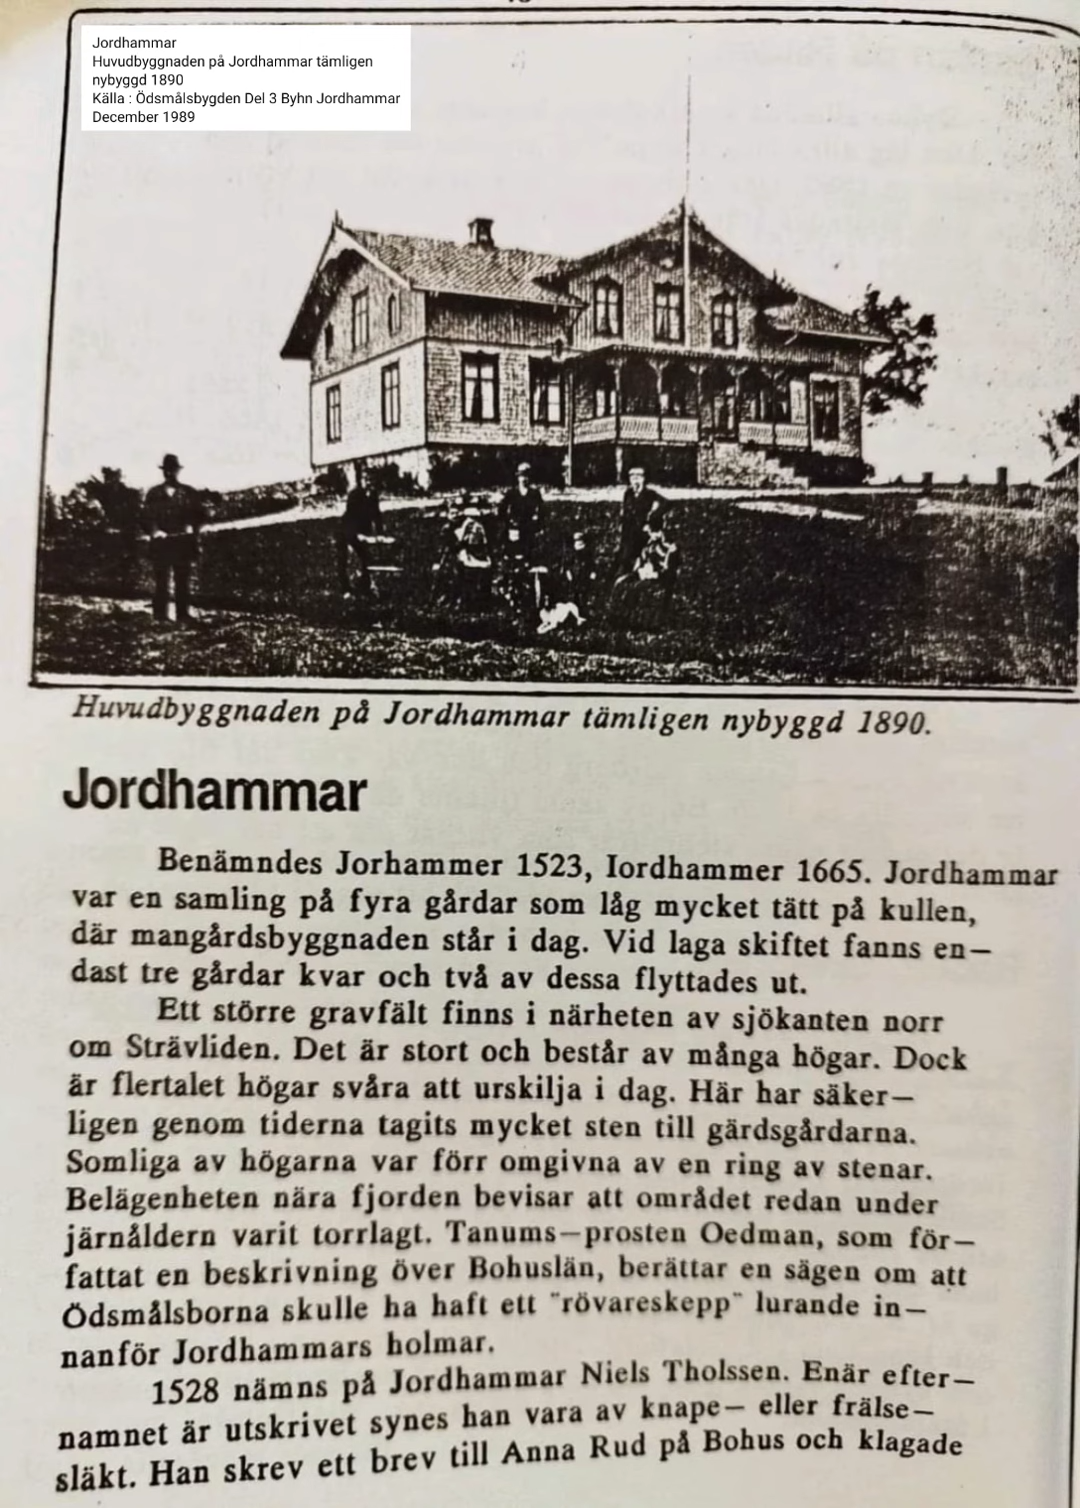 Jordhammar
Huvudbyggnaden på Jordhammar tämligen
nybyggd 1890
Källa : Ödsmålsbygden Del 3 Byhn Jordhammar
December 1989
Huvudbyggnaden på Jordhammar tämligen nybyggd 1890.
Jordhammar
Benämndes Jorhammer 1523, Iordhammer 1665. Jordhammar
var en samling på fyra gårdar som låg mycket tätt på kullen,
där mangårdsbyggnaden står i dag. Vid laga skiftet fanns en–
dast tre gårdar kvar och två av dessa flyttades ut.
Ett större gravfält finns i närheten av sjökanten norr
om Strävliden. Det är stort och består av många högar. Dock
är flertalet högar svåra att urskilja i dag. Här har säker–
ligen genom tiderna tagits mycket sten till gärdsgårdarna.
Somliga av högarna var förr omgivna av en ring av stenar.
Belägenheten nära fjorden bevisar att området redan under
järnåldern varit torrlagt. Tanums–prosten Oedman, som för–
fattat en beskrivning över Bohuslän, berättar en sägen om att
Ödsmålsborna skulle ha haft ett "rövareskepp" lurande in–
nanför Jordhammars holmar.
1528 nämns på Jordhammar Niels Tholssen. Enär efter–
namnet är utskrivet synes han vara av knape– eller frälse–
släkt. Han skrev ett brev till Anna Rud på Bohus och klagade